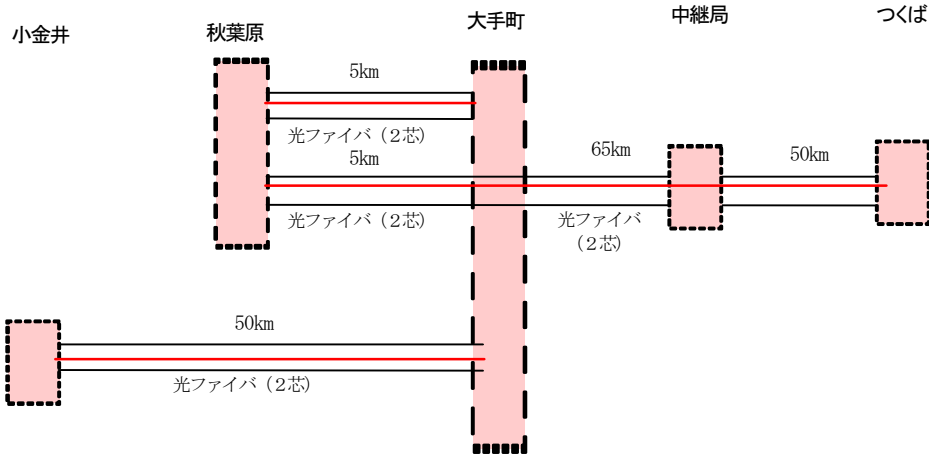 小金井
秋葉原
大手町
中継局
つくば
5km
光ファイバ（２芯）
5km
65km
50km
光ファイバ（２芯）
光ファイバ
（２芯）
50km
光ファイバ（２芯）